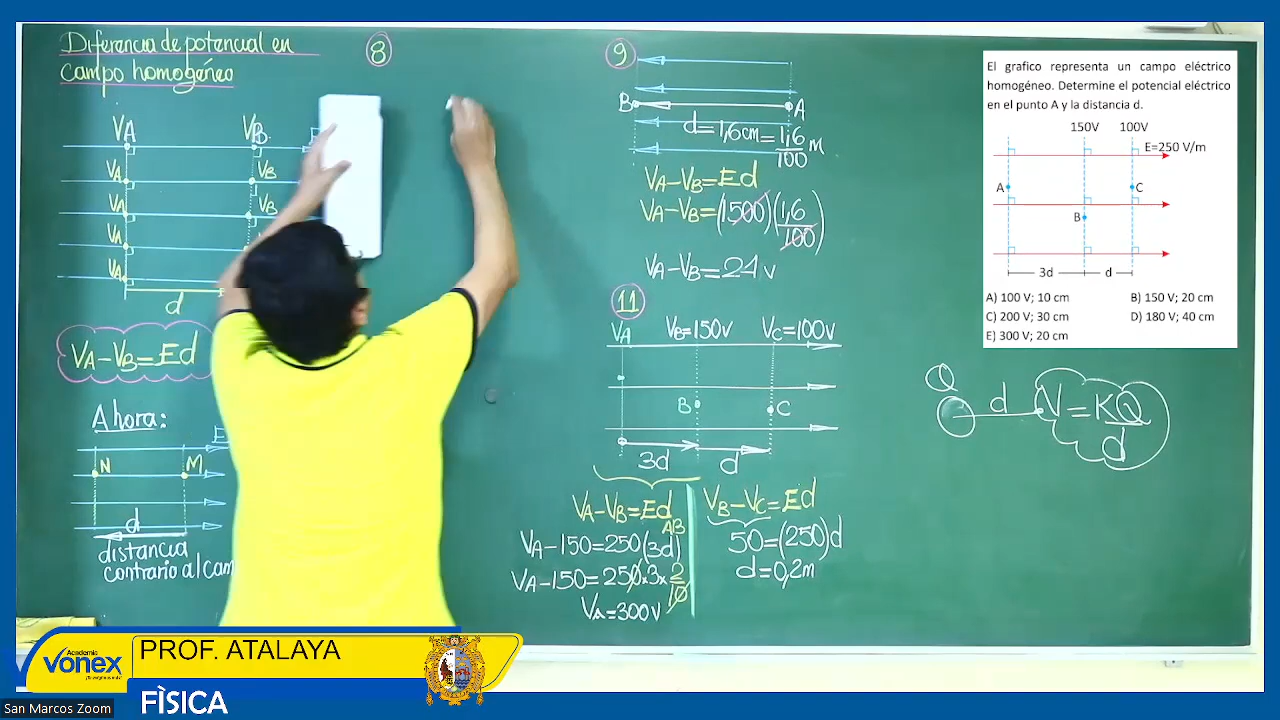 Diferencia de potencial en
campo homogéneo
VA
VB
E
VA
VB
VA
VB
VA
VA
d
VA-VB=Ed
Ahora:
E
N
M
d
distancia
contrario al cam
8
9
B
A
d=1,6cm=1,6/100 m
VA-VB=Ed
VA-VB=(1500)(1,6/100)
VA-VB=24v
11
VA
VB=150v
VC=100v
B
C
3d
d
VA-VB=EdAB
VA-150=250(3d)
VA-150=250x3x2/10
VA=300v
VB-VC=Ed
50=(250)d
d=0,2m
El grafico representa un campo eléctrico
homogéneo. Determine el potencial eléctrico
en el punto A y la distancia d.
150V 100V
E=250 V/m
A
C
B
3d
d
A) 100 V; 10 cm B) 150 V; 20 cm
C) 200 V; 30 cm D) 180 V; 40 cm
E) 300 V; 20 cm
Q
d
V=KQ/d
Academia
vonex
PROF. ATALAYA
FÌSICA
San Marcos Zoom